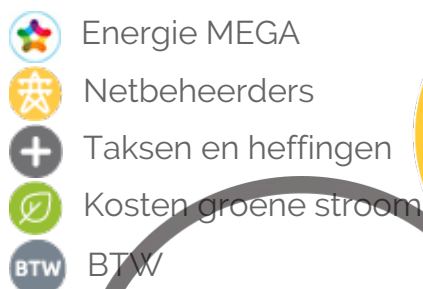 Energie MEGA
Netbeheerders
Taksen en heffingen
Kosten groene stroom
BTW BTW